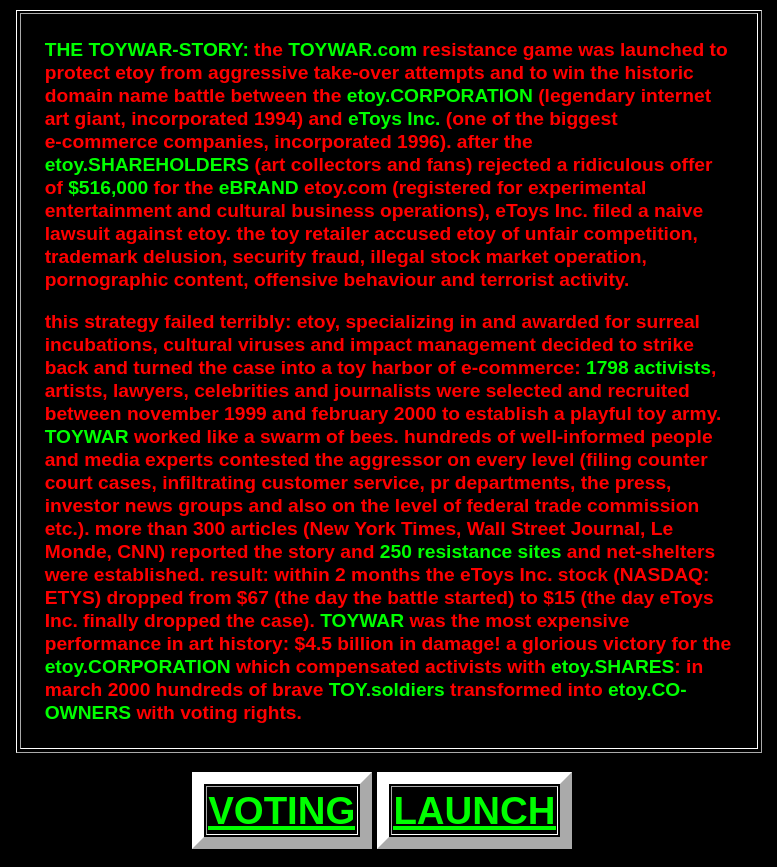 THE TOYWAR-STORY: the TOYWAR.com resistance game was launched to
protect etoy from aggressive take-over attempts and to win the historic
domain name battle between the etoy.CORPORATION (legendary internet
art giant, incorporated 1994) and eToys Inc. (one of the biggest
e-commerce companies, incorporated 1996). after the
etoy.SHAREHOLDERS (art collectors and fans) rejected a ridiculous offer
of $516,000 for the eBRAND etoy.com (registered for experimental
entertainment and cultural business operations), eToys Inc. filed a naive
lawsuit against etoy. the toy retailer accused etoy of unfair competition,
trademark delusion, security fraud, illegal stock market operation,
pornographic content, offensive behaviour and terrorist activity.
this strategy failed terribly: etoy, specializing in and awarded for surreal
incubations, cultural viruses and impact management decided to strike
back and turned the case into a toy harbor of e-commerce: 1798 activists,
artists, lawyers, celebrities and journalists were selected and recruited
between november 1999 and february 2000 to establish a playful toy army.
TOYWAR worked like a swarm of bees. hundreds of well-informed people
and media experts contested the aggressor on every level (filing counter
court cases, infiltrating customer service, pr departments, the press,
investor news groups and also on the level of federal trade commission
etc.). more than 300 articles (New York Times, Wall Street Journal, Le
Monde, CNN) reported the story and 250 resistance sites and net-shelters
were established. result: within 2 months the eToys Inc. stock (NASDAQ:
ETYS) dropped from $67 (the day the battle started) to $15 (the day eToys
Inc. finally dropped the case). TOYWAR was the most expensive
performance in art history: $4.5 billion in damage! a glorious victory for the
etoy.CORPORATION which compensated activists with etoy.SHARES: in
march 2000 hundreds of brave TOY.soldiers transformed into etoy.CO-
OWNERS with voting rights.
VOTING LAUNCH